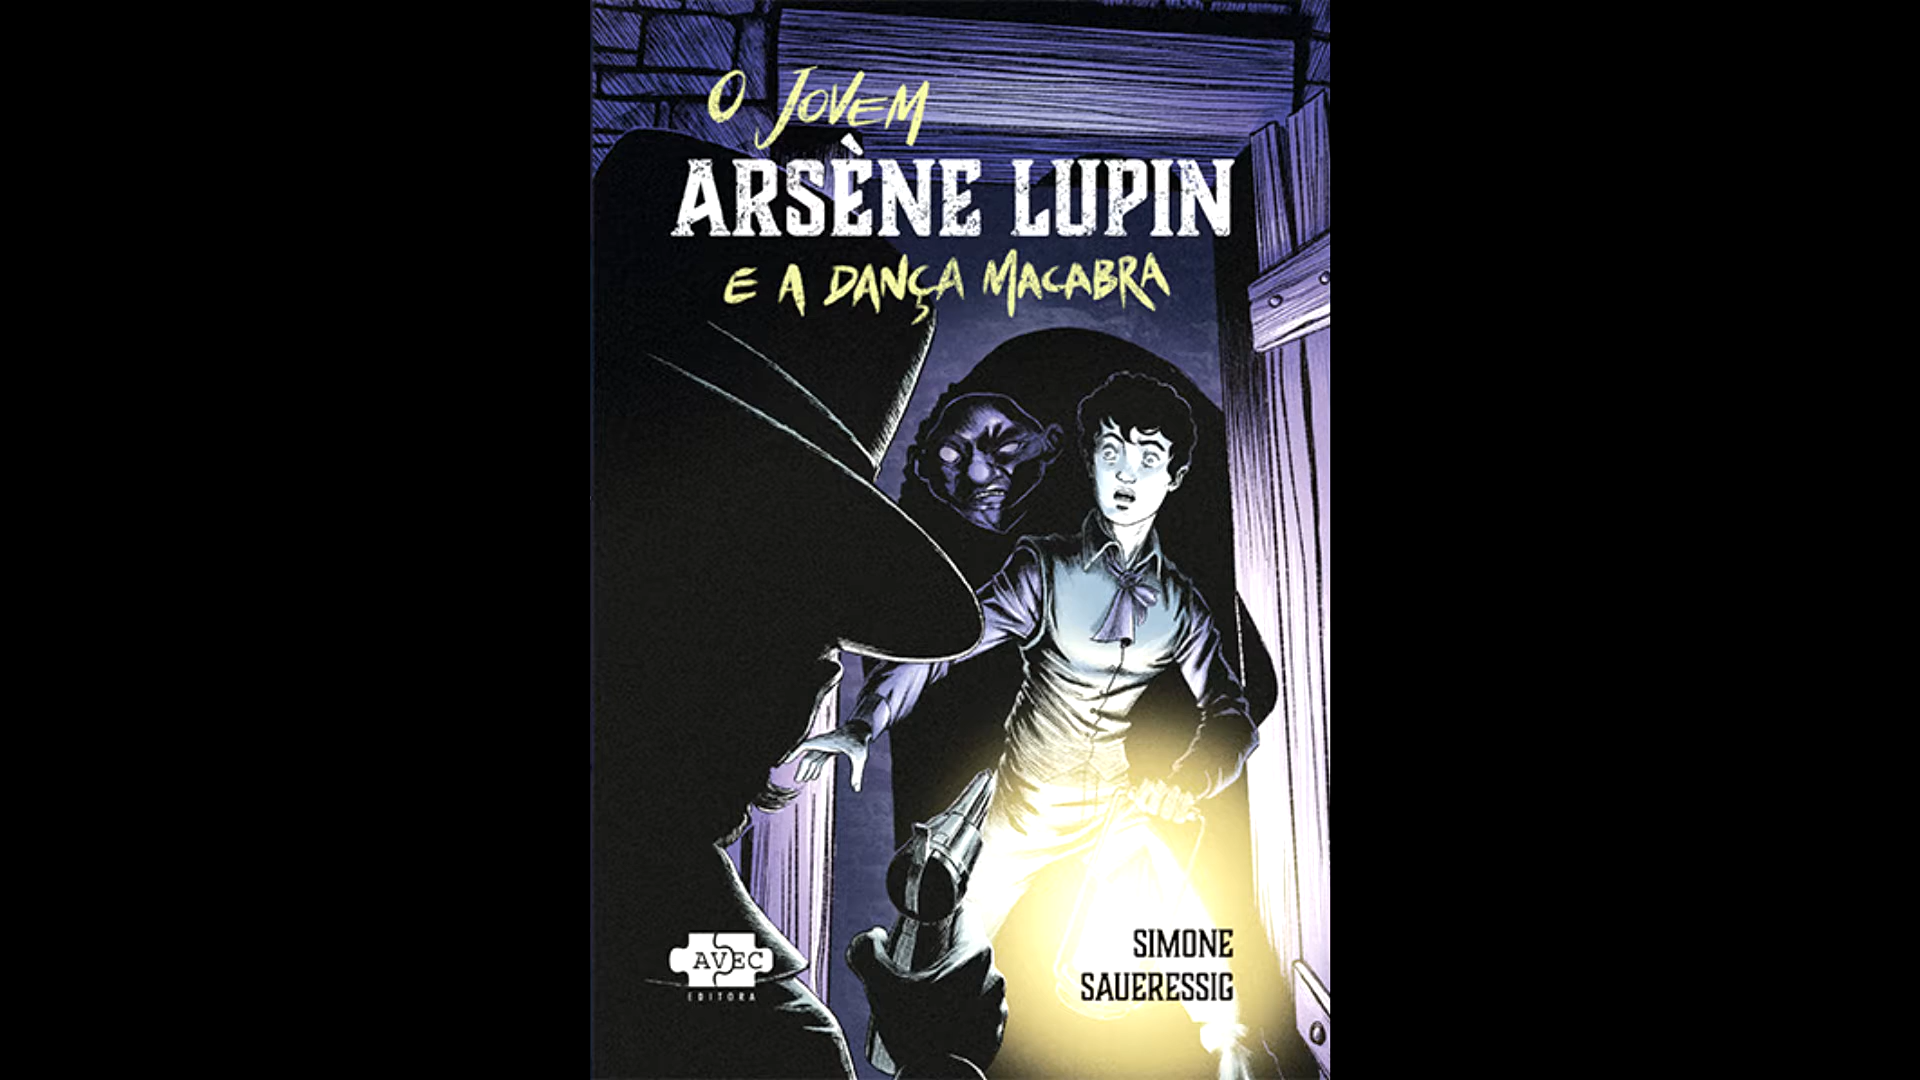 O JOVEM
ARSÈNE LUPIN
E A DANÇA MACABRA
SIMONE
SAUERESSIG
AVEC
EDITORA